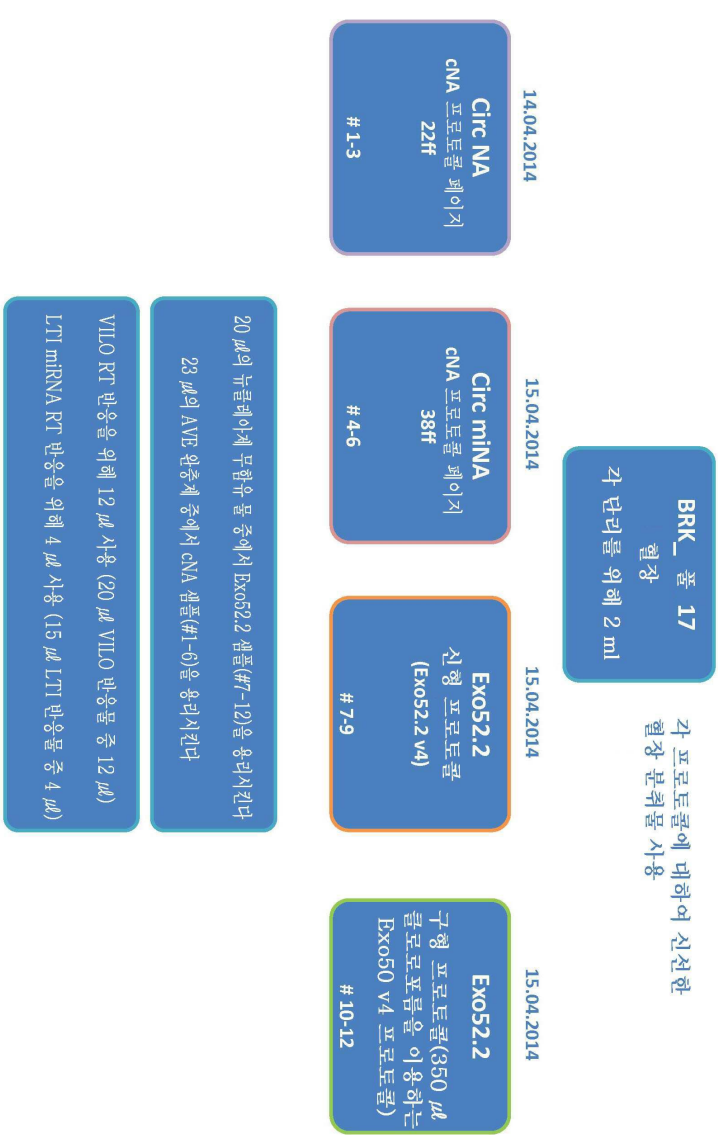 BRK_ 풀 17
혈장
각 단리를 위해 2 ml
각 프로토콜에 대하여 신선한
혈장 분취물 사용
14.04.2014
Circ NA
cNA 프로토콜 페이지
22ff
# 1-3
15.04.2014
Circ miNA
cNA 프로토콜 페이지
38ff
# 4-6
15.04.2014
Exo52.2
신형 프로토콜
(Exo52.2 v4)
# 7-9
15.04.2014
Exo52.2
구형 프로토콜(350 ㎕
클로로포름을 이용하는
Exo50 v4 프로토콜)
# 10-12
20 ㎕의 뉴클레아제 무함유 물 중에서 Exo52.2 샘플(#7-12)을 용리시킨다
23 ㎕의 AVE 완충제 중에서 cNA 샘플(#1-6)을 용리시킨다
VILO RT 반응을 위해 12 ㎕ 사용 (20 ㎕ VILO 반응물 중 12 ㎕)
LTI miRNA RT 반응을 위해 4 ㎕ 사용 (15 ㎕ LTI 반응물 중 4 ㎕)